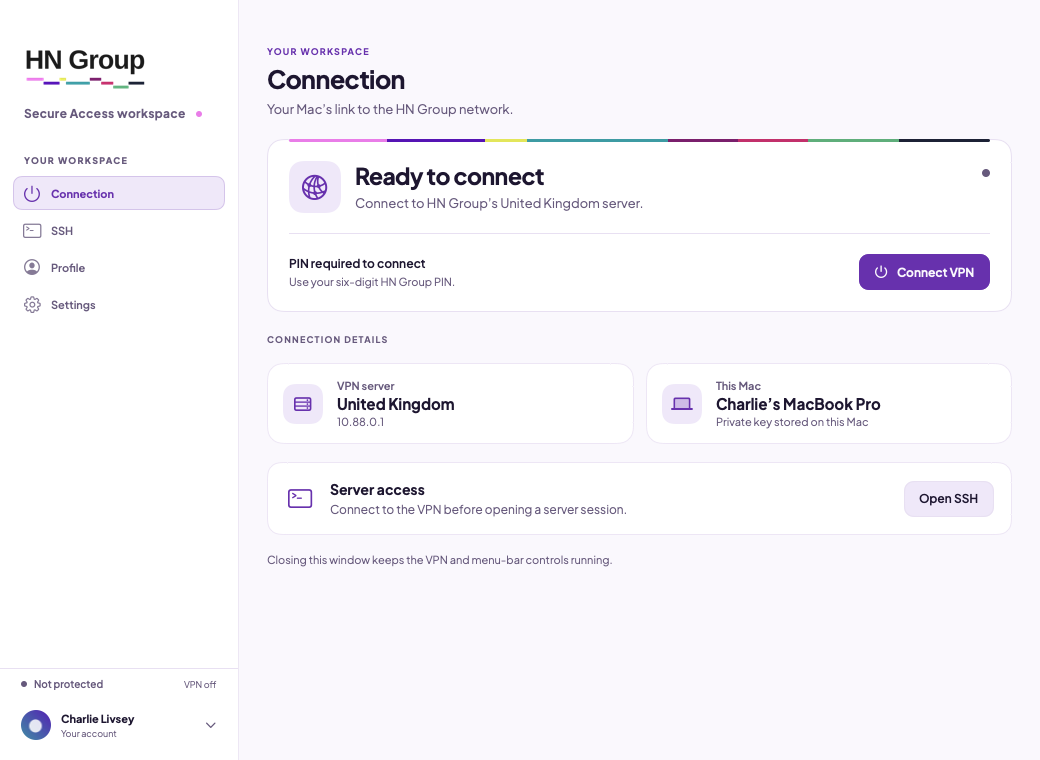 HN Group
Secure Access workspace
YOUR WORKSPACE
Connection
SSH
Profile
Settings
Not protected
VPN off
Charlie Livsey
Your account
YOUR WORKSPACE
Connection
Your Mac's link to the HN Group network.
Ready to connect
Connect to HN Group's United Kingdom server.
PIN required to connect
Use your six-digit HN Group PIN.
Connect VPN
CONNECTION DETAILS
VPN server
United Kingdom
10.88.0.1
This Mac
Charlie’s MacBook Pro
Private key stored on this Mac
Server access
Connect to the VPN before opening a server session.
Open SSH
Closing this window keeps the VPN and menu-bar controls running.